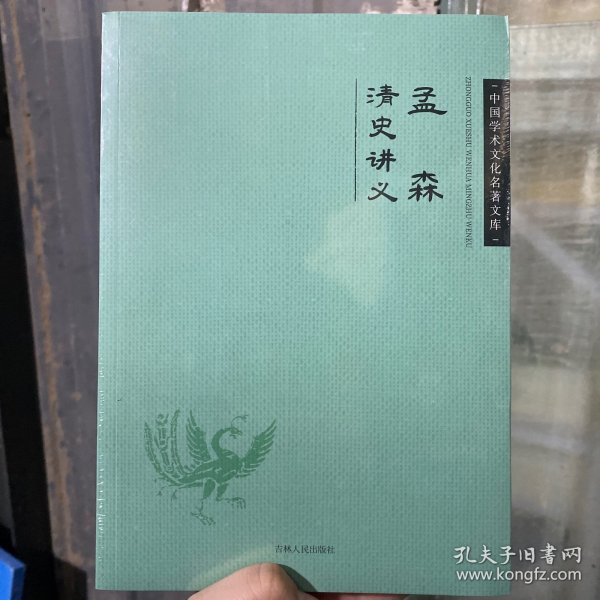 中国学术文化名著文库
ZHONGGUO XUESHU WENHUA MINGZHU WENKU
孟森
清史讲义
吉林人民出版社
孔夫子旧书网
www.kongfz.com